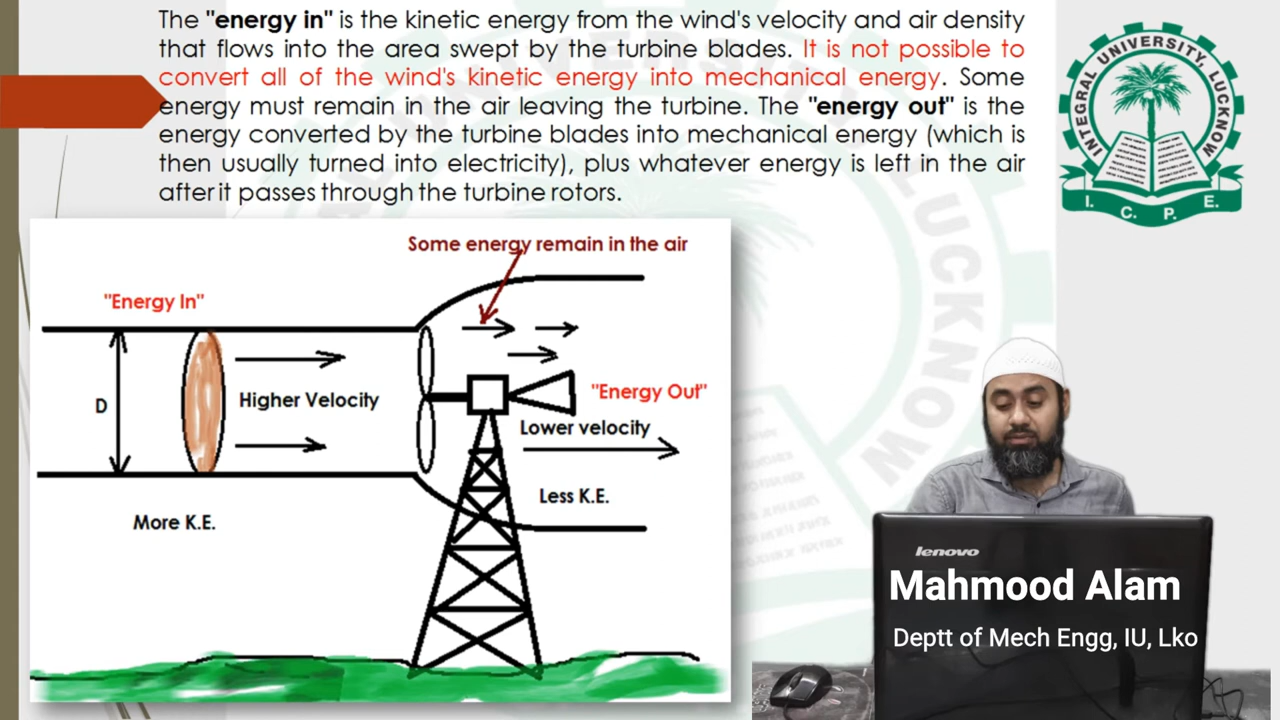 The "energy in" is the kinetic energy from the wind's velocity and air density
that flows into the area swept by the turbine blades. It is not possible to
convert all of the wind's kinetic energy into mechanical energy. Some
energy must remain in the air leaving the turbine. The "energy out" is the
energy converted by the turbine blades into mechanical energy (which is
then usually turned into electricity), plus whatever energy is left in the air
after it passes through the turbine rotors.
INTEGRAL UNIVERSITY, LUCKNOW
I. C. P. E.
Some energy remain in the air
"Energy In"
D
Higher Velocity
"Energy Out"
Lower velocity
Less K.E.
More K.E.
lenovo
Mahmood Alam
Deptt of Mech Engg, IU, Lko